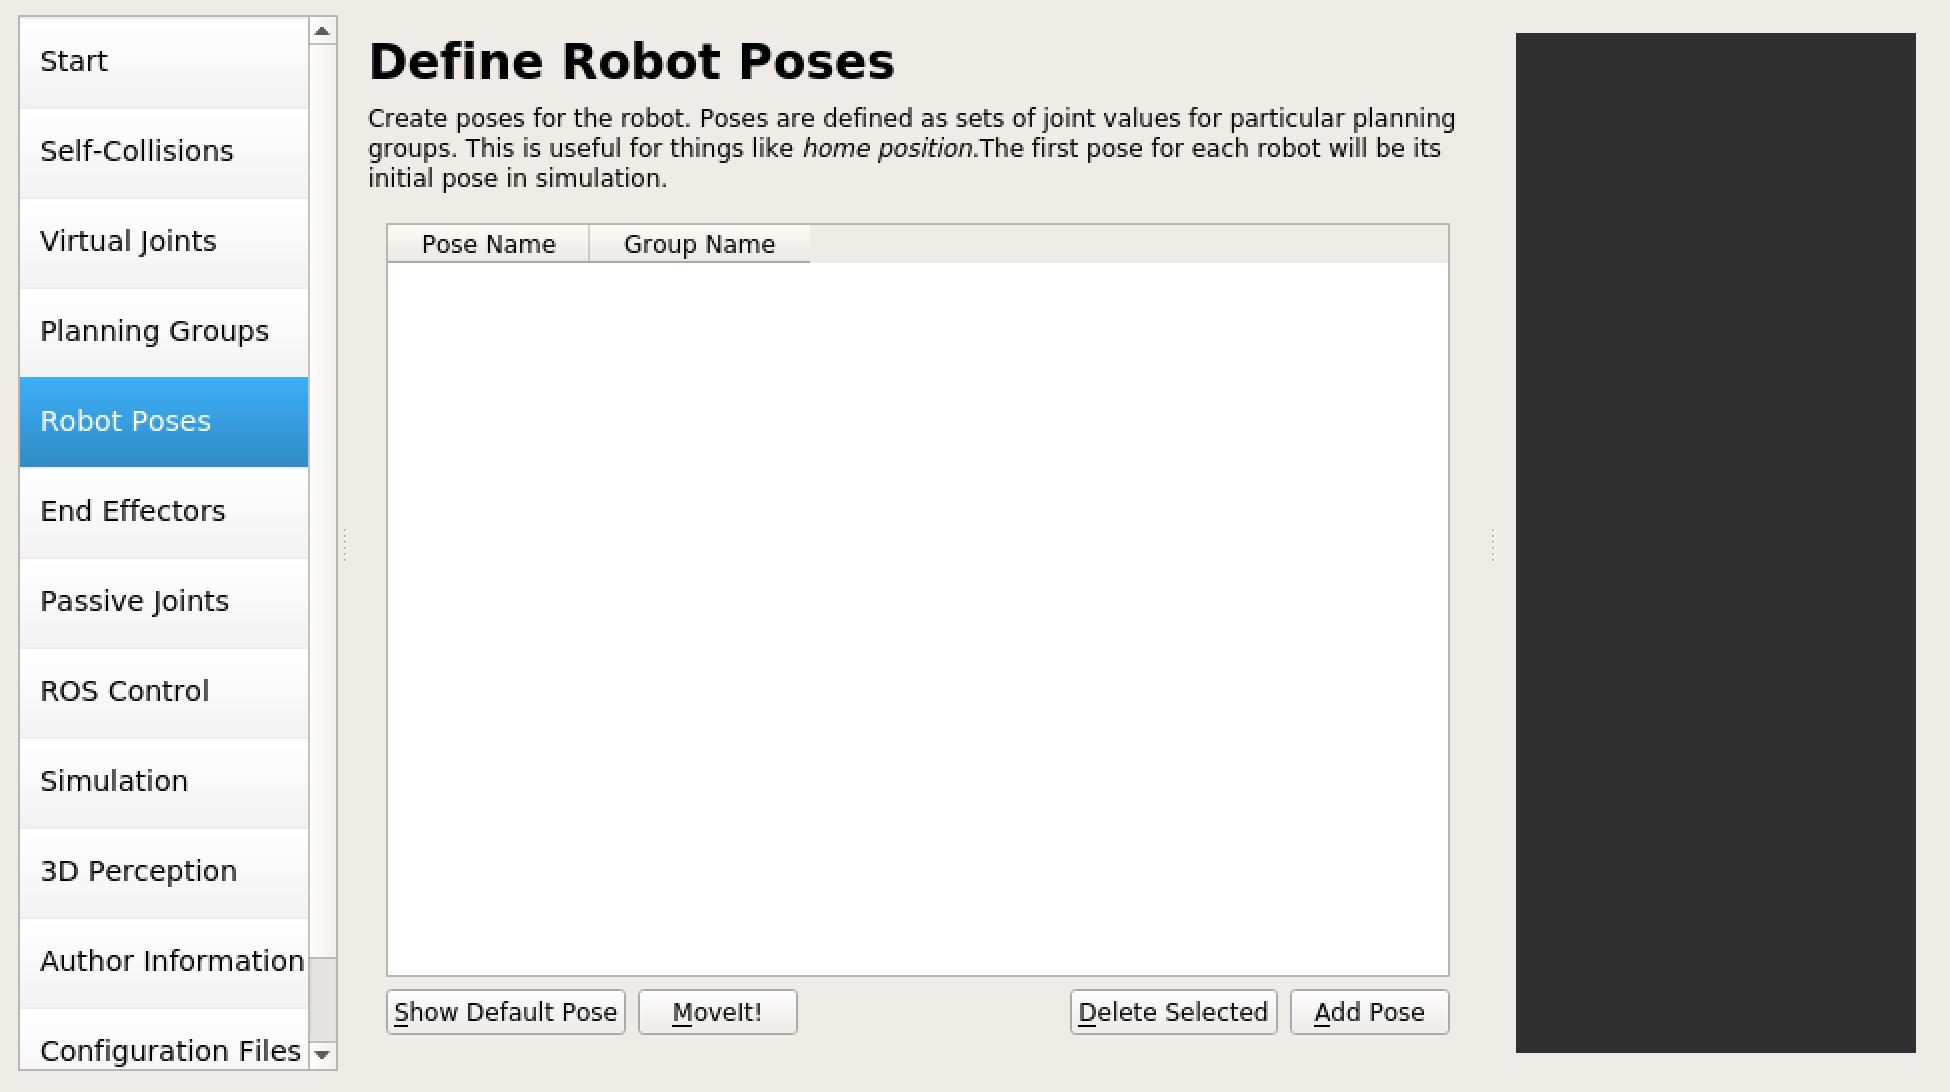 Start
Self-Collisions
Virtual Joints
Planning Groups
Robot Poses
End Effectors
Passive Joints
ROS Control
Simulation
3D Perception
Author Information
Configuration Files
Define Robot Poses
Create poses for the robot. Poses are defined as sets of joint values for particular planning
groups. This is useful for things like home position.The first pose for each robot will be its
initial pose in simulation.
Pose Name Group Name
Show Default Pose MoveIt! Delete Selected Add Pose